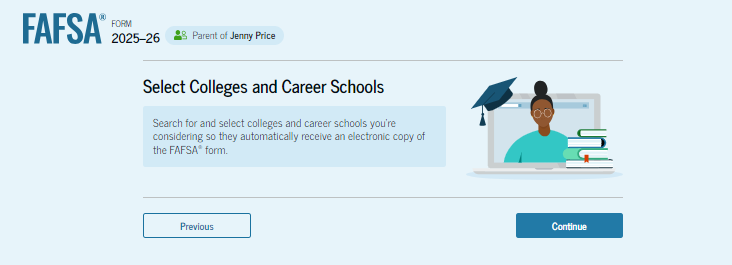 FAFSA® FORM
2025–26
Parent of Jenny Price
Select Colleges and Career Schools
Search for and select colleges and career schools you're
considering so they automatically receive an electronic copy of
the FAFSA® form.
Previous
Continue